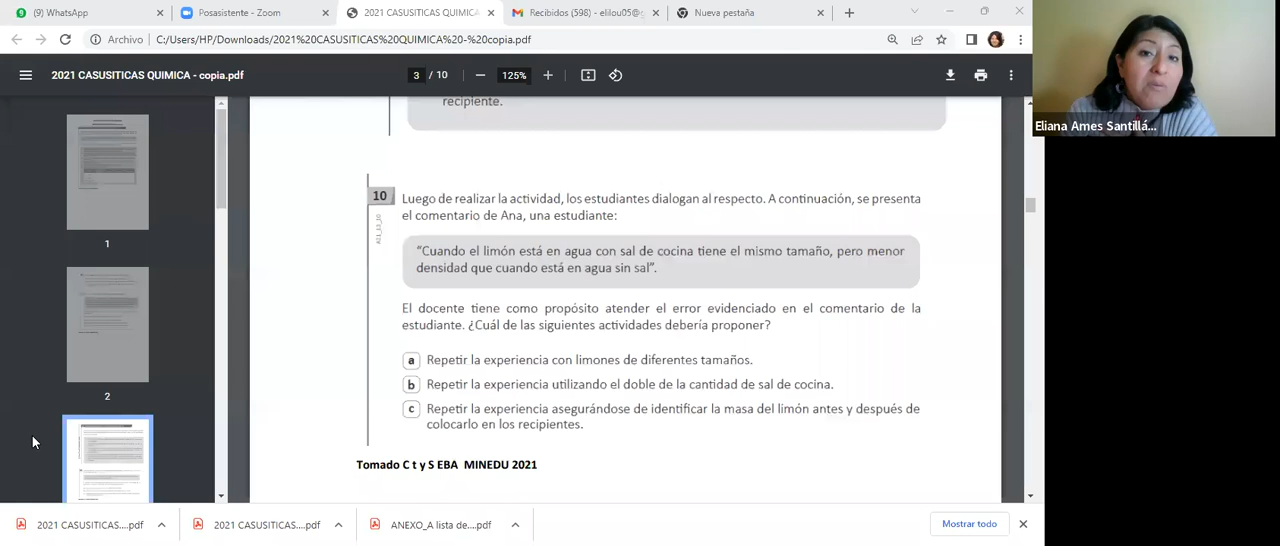 (9) WhatsApp
Posasistente - Zoom
2021 CASUSITICAS QUIMICA
Recibidos (598) - elilou05@g
Nueva pestaña
Archivo
C:/Users/HP/Downloads/2021%20CASUSITICAS%20QUIMICA%20-%20copia.pdf
2021 CASUSITICAS QUIMICA - copia.pdf
3 / 10
125%
Eliana Ames Santillá...
recipiente.
10
Luego de realizar la actividad, los estudiantes dialogan al respecto. A continuación, se presenta
el comentario de Ana, una estudiante:
“Cuando el limón está en agua con sal de cocina tiene el mismo tamaño, pero menor
densidad que cuando está en agua sin sal”.
El docente tiene como propósito atender el error evidenciado en el comentario de la
estudiante. ¿Cuál de las siguientes actividades debería proponer?
a Repetir la experiencia con limones de diferentes tamaños.
b Repetir la experiencia utilizando el doble de la cantidad de sal de cocina.
c Repetir la experiencia asegurándose de identificar la masa del limón antes y después de
colocarlo en los recipientes.
Tomado C t y S EBA MINEDU 2021
1
2
2021 CASUSITICAS....pdf
2021 CASUSITICAS....pdf
ANEXO_A lista de....pdf
Mostrar todo